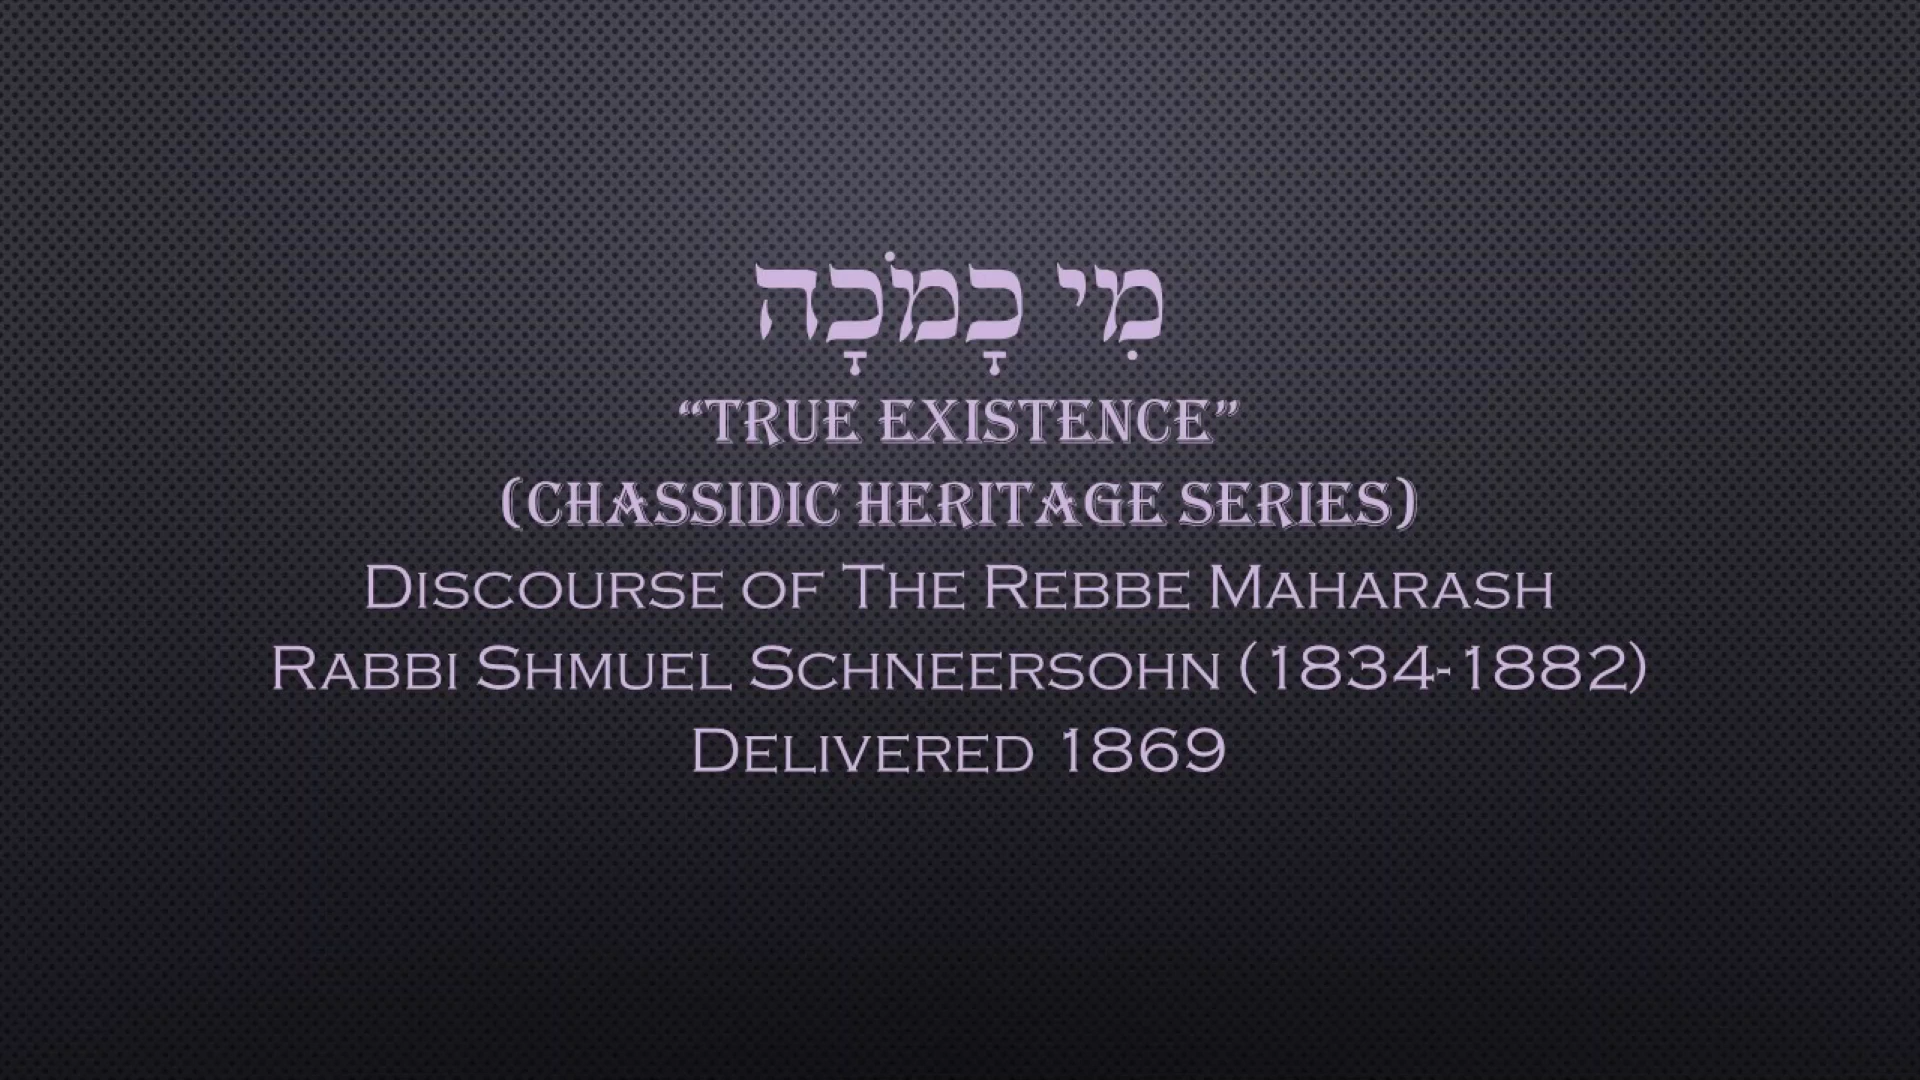 מִי כָמֹכָה
“TRUE EXISTENCE”
(CHASSIDIC HERITAGE SERIES)
DISCOURSE OF THE REBBE MAHARASH
RABBI SHMUEL SCHNEERSOHN (1834-1882)
DELIVERED 1869